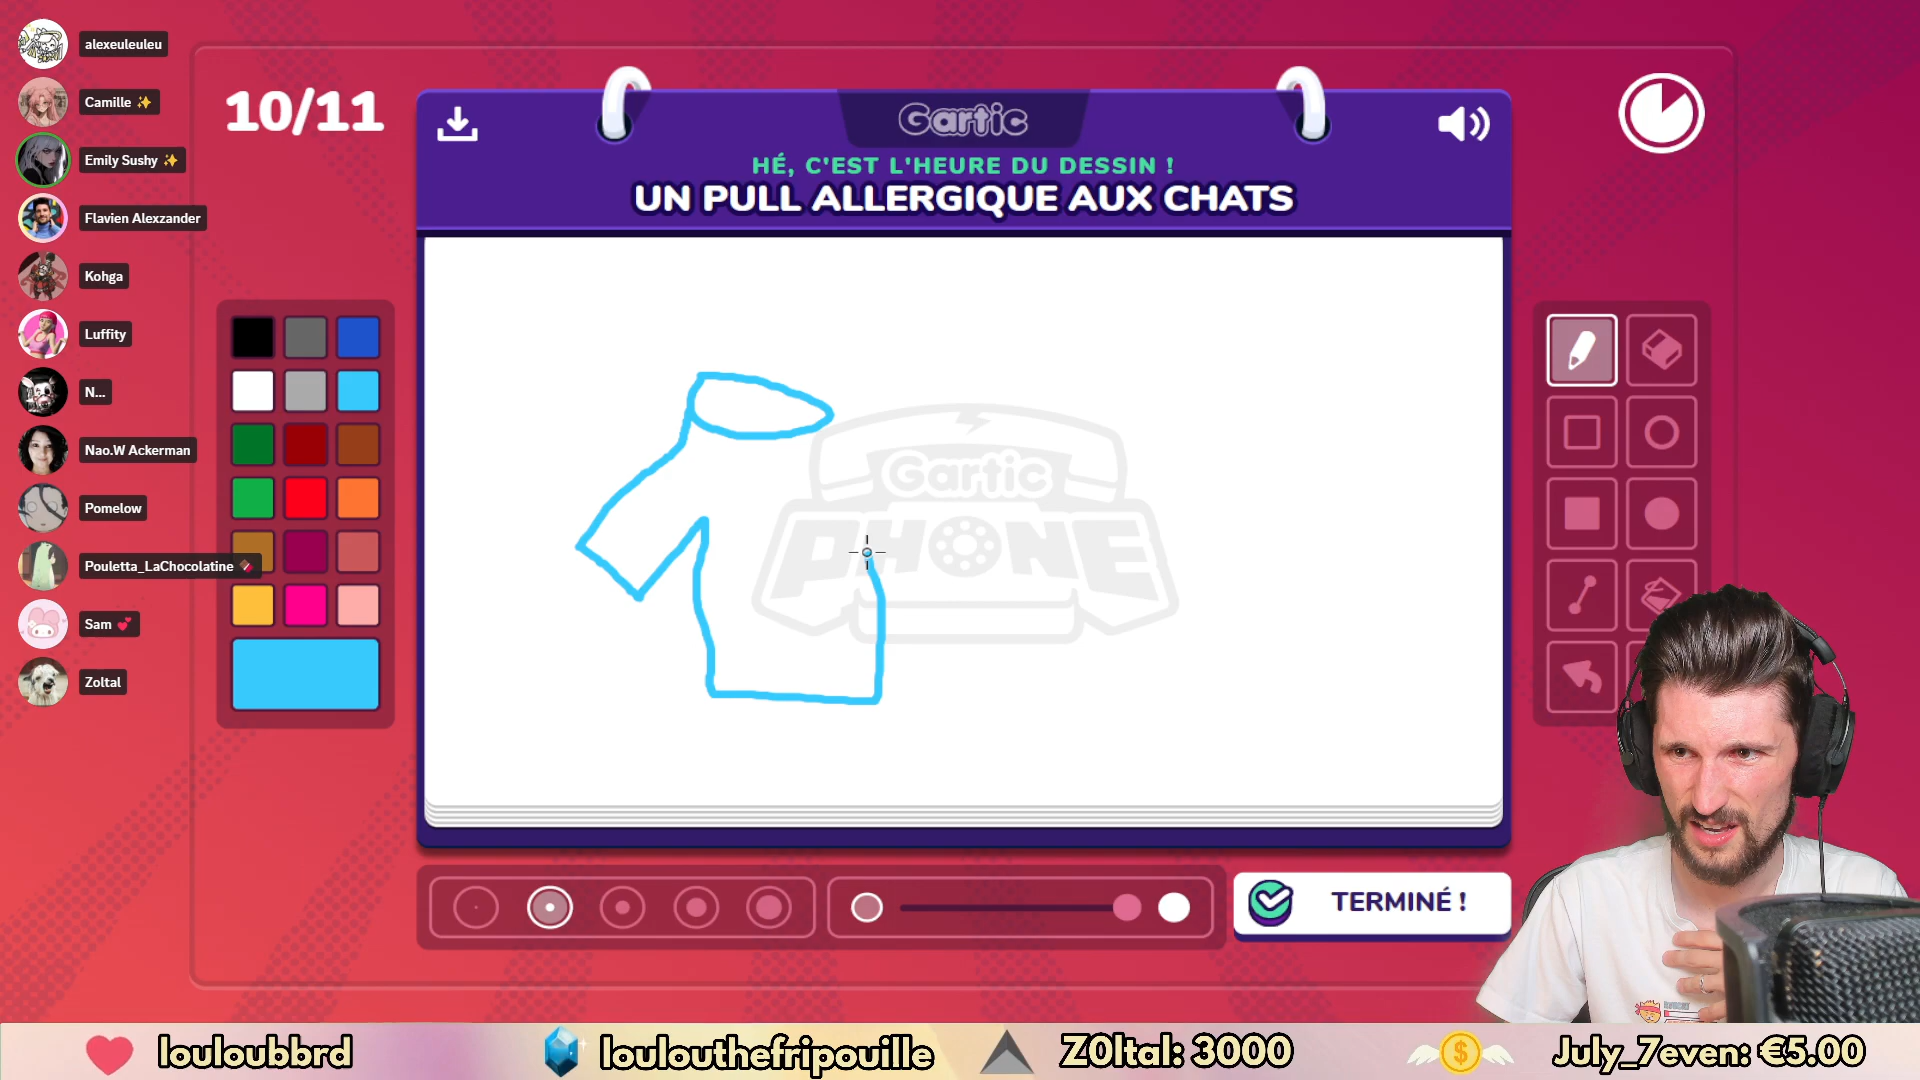 alexeuleuleu
Camille ✨
Emily Sushy ✨
Flavien Alexzander
Kohga
Luffity
N...
Nao.W Ackerman
Pomelow
Pouletta_LaChocolatine
Sam 💕
Zoltal
10/11
Gartic
HÉ, C'EST L'HEURE DU DESSIN !
UN PULL ALLERGIQUE AUX CHATS
Gartic
PHONE
TERMINÉ !
louloubbrd
loulouthefripouille
Z0ltal: 3000
July_7even: €5.00